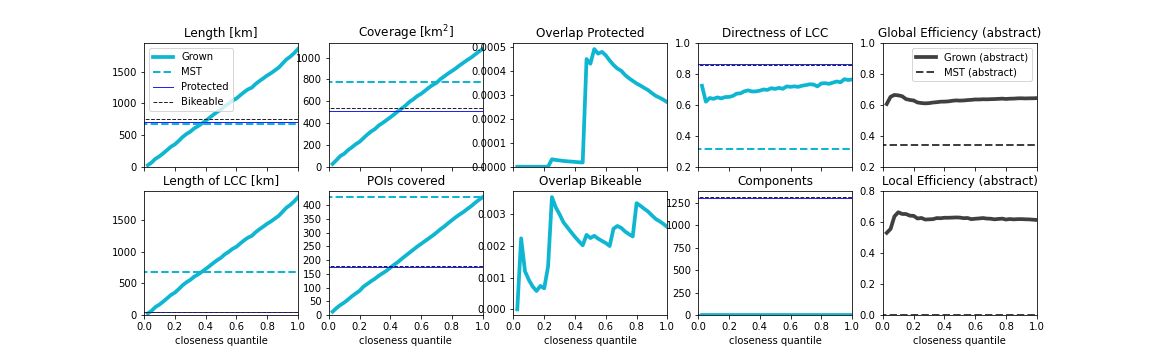 Length [km]
Coverage [km²]
Overlap Protected
Directness of LCC
Global Efficiency (abstract)
Grown
MST
Protected
Bikeable
Grown (abstract)
MST (abstract)
1500
1000
500
0
1000
800
600
400
200
0
0.0005
0.0004
0.0003
0.0002
0.0001
0.0000
1.0
0.8
0.6
0.4
0.2
1.0
0.8
0.6
0.4
0.2
Length of LCC [km]
POIs covered
Overlap Bikeable
Components
Local Efficiency (abstract)
1500
1000
500
0
400
350
300
250
200
150
100
50
0
0.003
0.002
0.001
0.000
1250
1000
750
500
250
0
0.8
0.6
0.4
0.2
0.0
0.0 0.2 0.4 0.6 0.8 1.0
0.0 0.2 0.4 0.6 0.8 1.0
0.0 0.2 0.4 0.6 0.8 1.0
0.0 0.2 0.4 0.6 0.8 1.0
0.0 0.2 0.4 0.6 0.8 1.0
closeness quantile
closeness quantile
closeness quantile
closeness quantile
closeness quantile